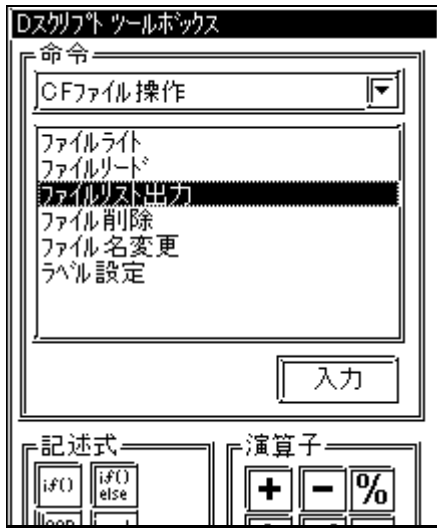 Dスクリプト ツールボックス
命令
CFファイル操作
ファイルライト
ファイルリード
ファイルリスト出力
ファイル削除
ファイル名変更
ラベル設定
入力
記述式
演算子
if()
if()
else
+ - %
loop